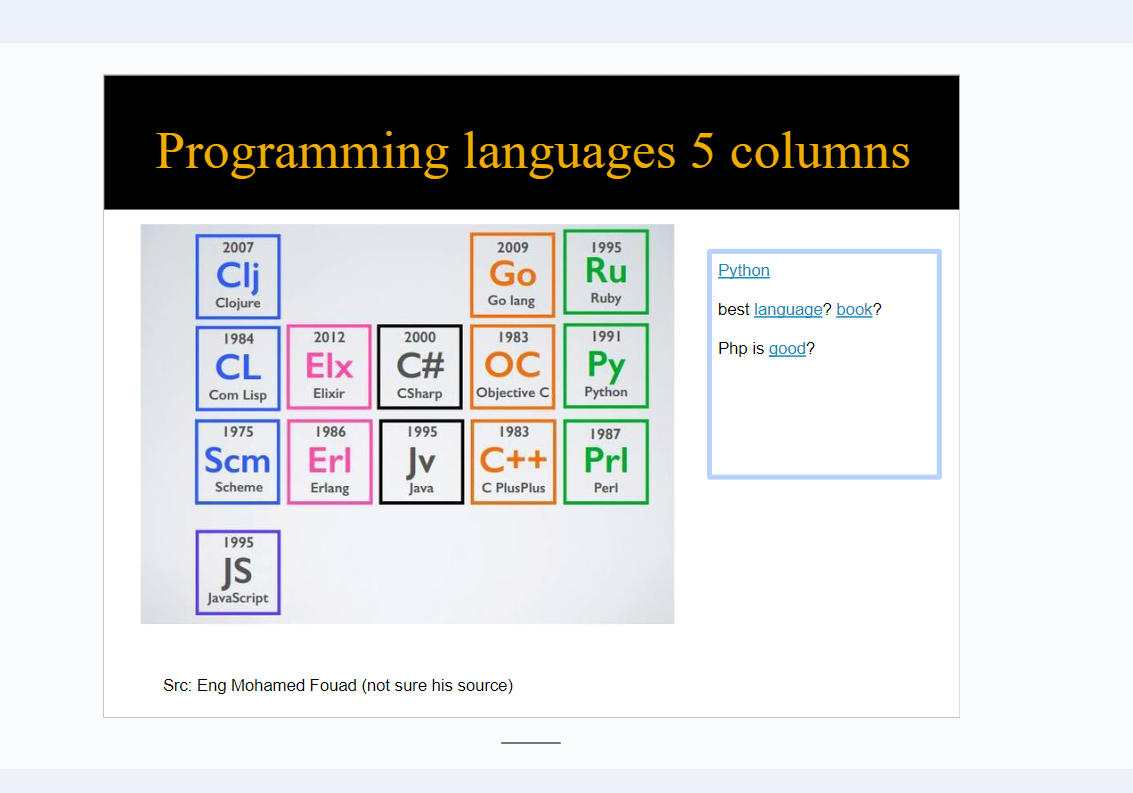 Programming languages 5 columns
2007
Clj
Clojure
2009
Go
Go lang
1995
Ru
Ruby
1984
CL
Com Lisp
2012
Elx
Elixir
2000
C#
CSharp
1983
OC
Objective C
1991
Py
Python
1975
Scm
Scheme
1986
Erl
Erlang
1995
Jv
Java
1983
C++
C PlusPlus
1987
Prl
Perl
1995
JS
JavaScript
Python
best language? book?
Php is good?
Src: Eng Mohamed Fouad (not sure his source)